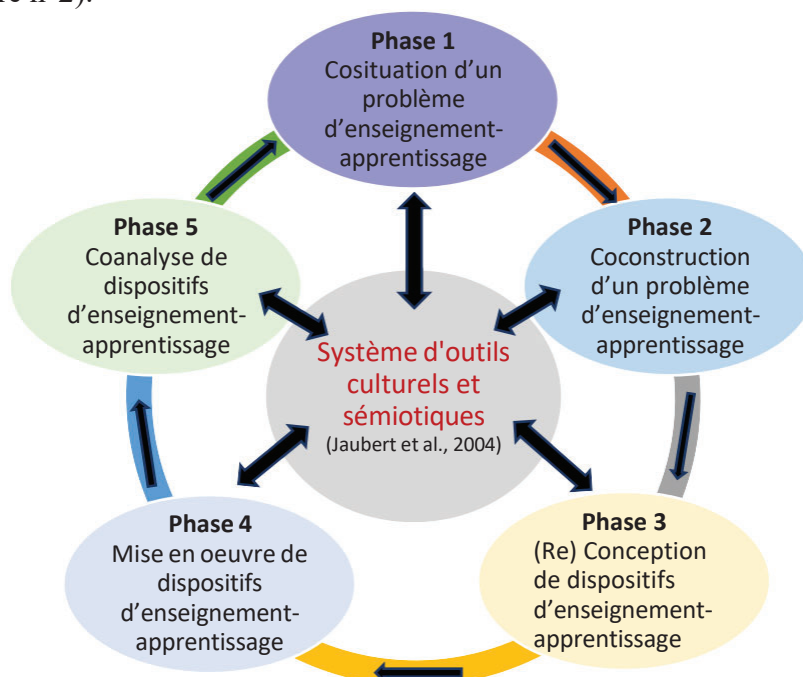 Phase 1
Cosituation d'un
problème
d'enseignement-
apprentissage
Phase 2
Coconstruction
d'un problème
d'enseignement-
apprentissage
Phase 3
(Re) Conception
de dispositifs
d'enseignement-
apprentissage
Phase 4
Mise en oeuvre de
dispositifs
d'enseignement-
apprentissage
Phase 5
Coanalyse de
dispositifs
d'enseignement-
apprentissage
Système d'outils
culturels et
sémiotiques
(Jaubert et al., 2004)